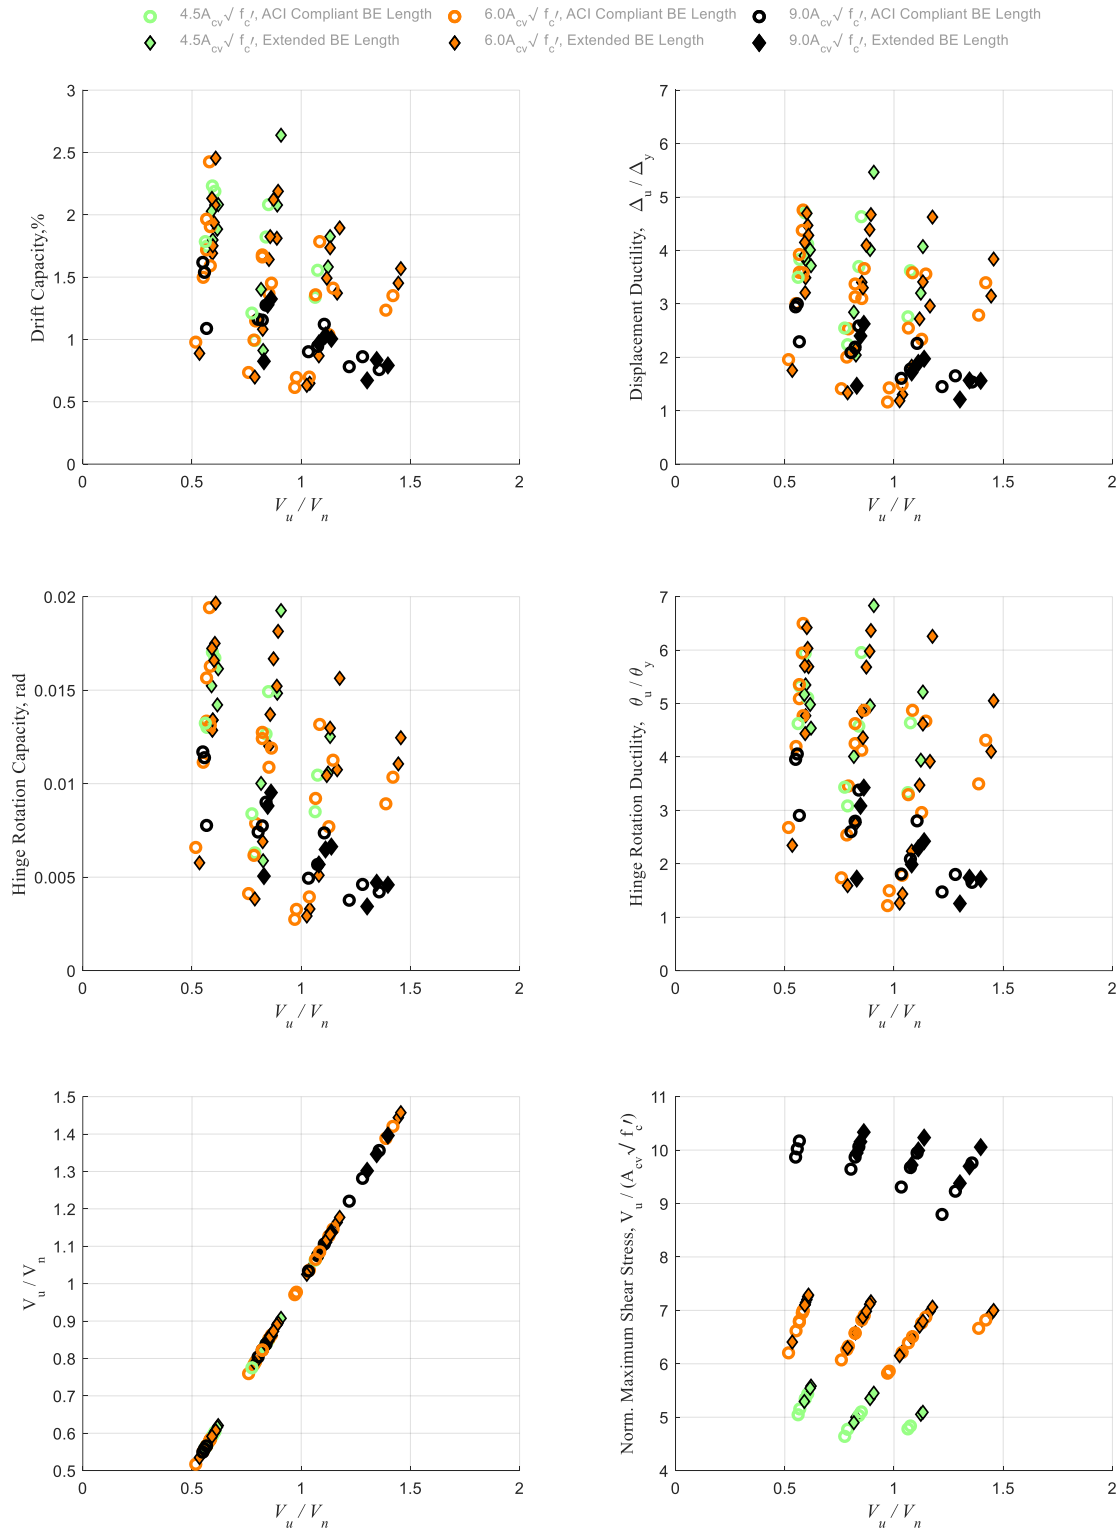 4.5A_cv√ f_c′, ACI Compliant BE Length 6.0A_cv√ f_c′, ACI Compliant BE Length 9.0A_cv√ f_c′, ACI Compliant BE Length
4.5A_cv√ f_c′, Extended BE Length 6.0A_cv√ f_c′, Extended BE Length 9.0A_cv√ f_c′, Extended BE Length
Drift Capacity,%
3
2.5
2
1.5
1
0.5
0
0 0.5 1 1.5 2
V_u / V_n
Displacement Ductility, Δ_u / Δ_y
7
6
5
4
3
2
1
0
0 0.5 1 1.5 2
V_u / V_n
Hinge Rotation Capacity, rad
0.02
0.015
0.01
0.005
0
0 0.5 1 1.5 2
V_u / V_n
Hinge Rotation Ductility, θ_u / θ_y
7
6
5
4
3
2
1
0
0 0.5 1 1.5 2
V_u / V_n
V_u / V_n
1.5
1.4
1.3
1.2
1.1
1
0.9
0.8
0.7
0.6
0.5
0 0.5 1 1.5 2
V_u / V_n
Norm. Maximum Shear Stress, V_u / (A_cv√ f_c′)
11
10
9
8
7
6
5
4
0 0.5 1 1.5 2
V_u / V_n